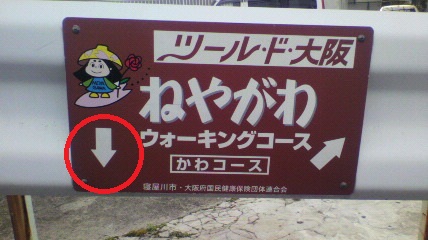 ツール・ド・大阪
ねやがわ
ウォーキングコース
かわコース
寝屋川市・大阪府国民健康保険団体連合会